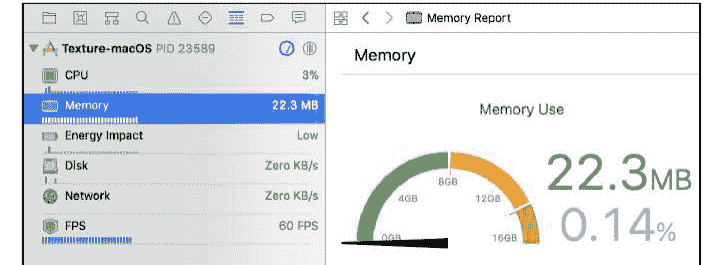 Memory Report
Texture-macOS PID 23589
CPU 3%
Memory 22.3 MB
Energy Impact Low
Disk Zero KB/s
Network Zero KB/s
FPS 60 FPS
Memory
Memory Use
8GB
4GB 12GB
0GB 16GB
22.3MB
0.14%